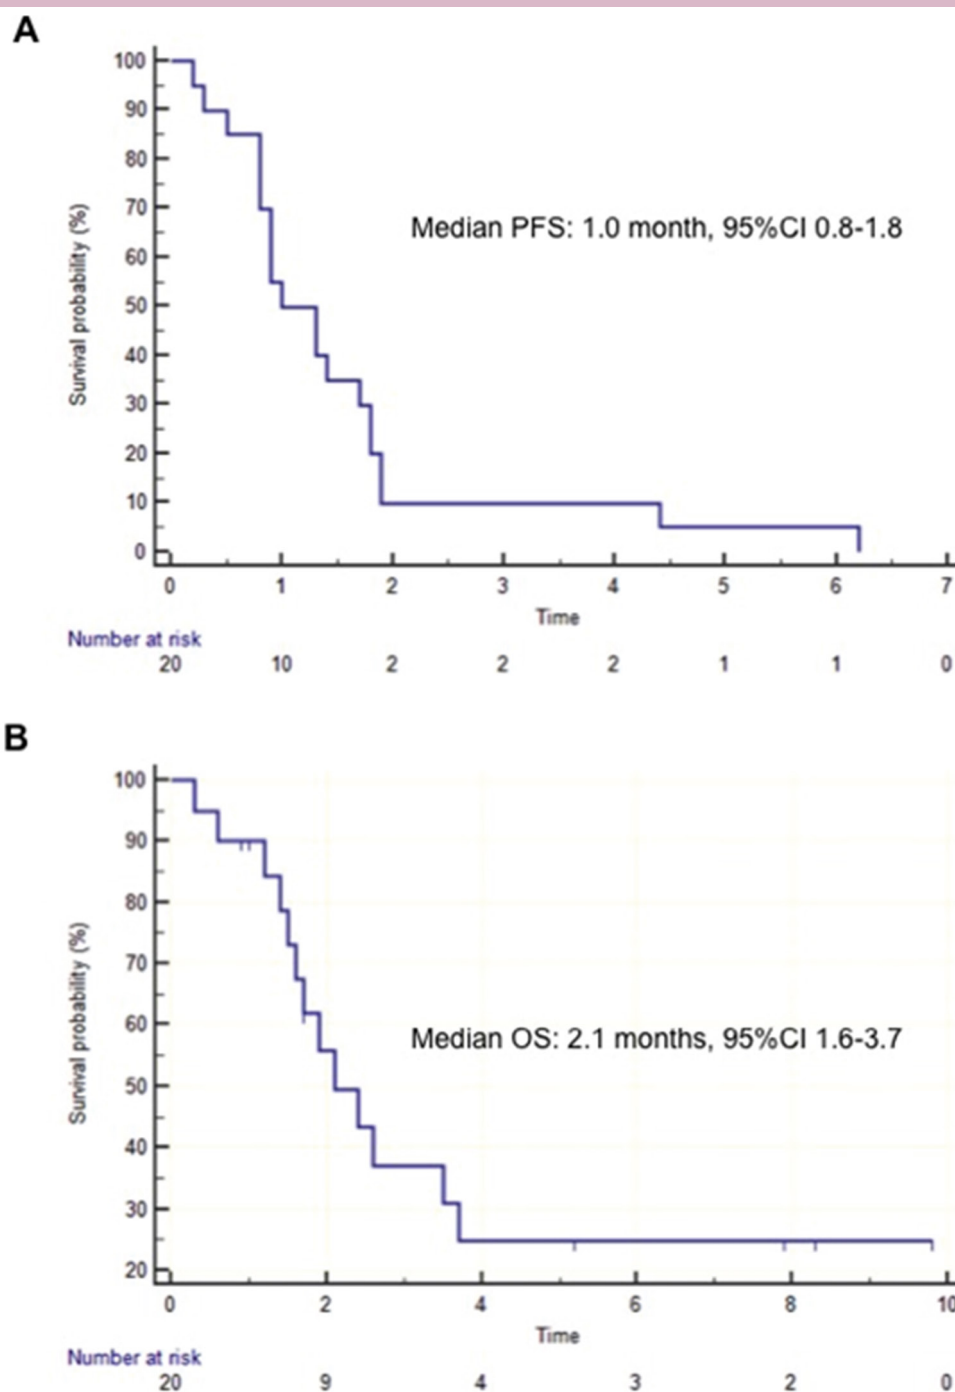 A
100
90
80
70
60
50
40
30
20
10
0
Survival probability (%)
Median PFS: 1.0 month, 95%CI 0.8-1.8
0 1 2 3 4 5 6 7
Time
Number at risk
20 10 2 2 2 1 1 0
B
100
90
80
70
60
50
40
30
20
Survival probability (%)
Median OS: 2.1 months, 95%CI 1.6-3.7
0 2 4 6 8 10
Time
Number at risk
20 9 4 3 2 0